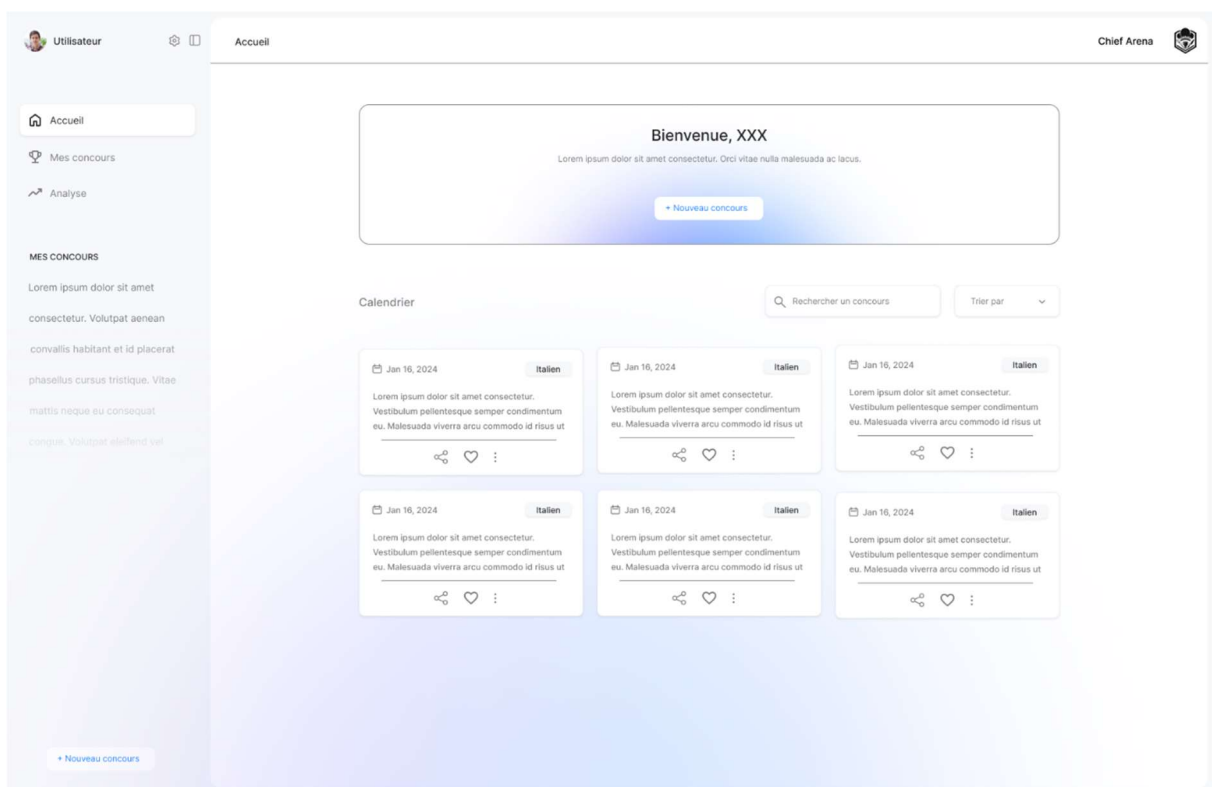 Utilisateur
Accueil
Chief Arena
Accueil
Mes concours
Analyse
MES CONCOURS
Lorem ipsum dolor sit amet
consectetur. Volutpat aenean
convallis habitant et id placerat
phasellus cursus tristique. Vitae
mattis neque eu consequat
congue. Volutpat eleifend vel
+ Nouveau concours
Bienvenue, XXX
Lorem ipsum dolor sit amet consectetur. Orci vitae nulla malesuada ac lacus.
+ Nouveau concours
Calendrier
Rechercher un concours
Trier par
Jan 16, 2024
Italien
Lorem ipsum dolor sit amet consectetur.
Vestibulum pellentesque semper condimentum
eu. Malesuada viverra arcu commodo id risus ut
Jan 16, 2024
Italien
Lorem ipsum dolor sit amet consectetur.
Vestibulum pellentesque semper condimentum
eu. Malesuada viverra arcu commodo id risus ut
Jan 16, 2024
Italien
Lorem ipsum dolor sit amet consectetur.
Vestibulum pellentesque semper condimentum
eu. Malesuada viverra arcu commodo id risus ut
Jan 16, 2024
Italien
Lorem ipsum dolor sit amet consectetur.
Vestibulum pellentesque semper condimentum
eu. Malesuada viverra arcu commodo id risus ut
Jan 16, 2024
Italien
Lorem ipsum dolor sit amet consectetur.
Vestibulum pellentesque semper condimentum
eu. Malesuada viverra arcu commodo id risus ut
Jan 16, 2024
Italien
Lorem ipsum dolor sit amet consectetur.
Vestibulum pellentesque semper condimentum
eu. Malesuada viverra arcu commodo id risus ut